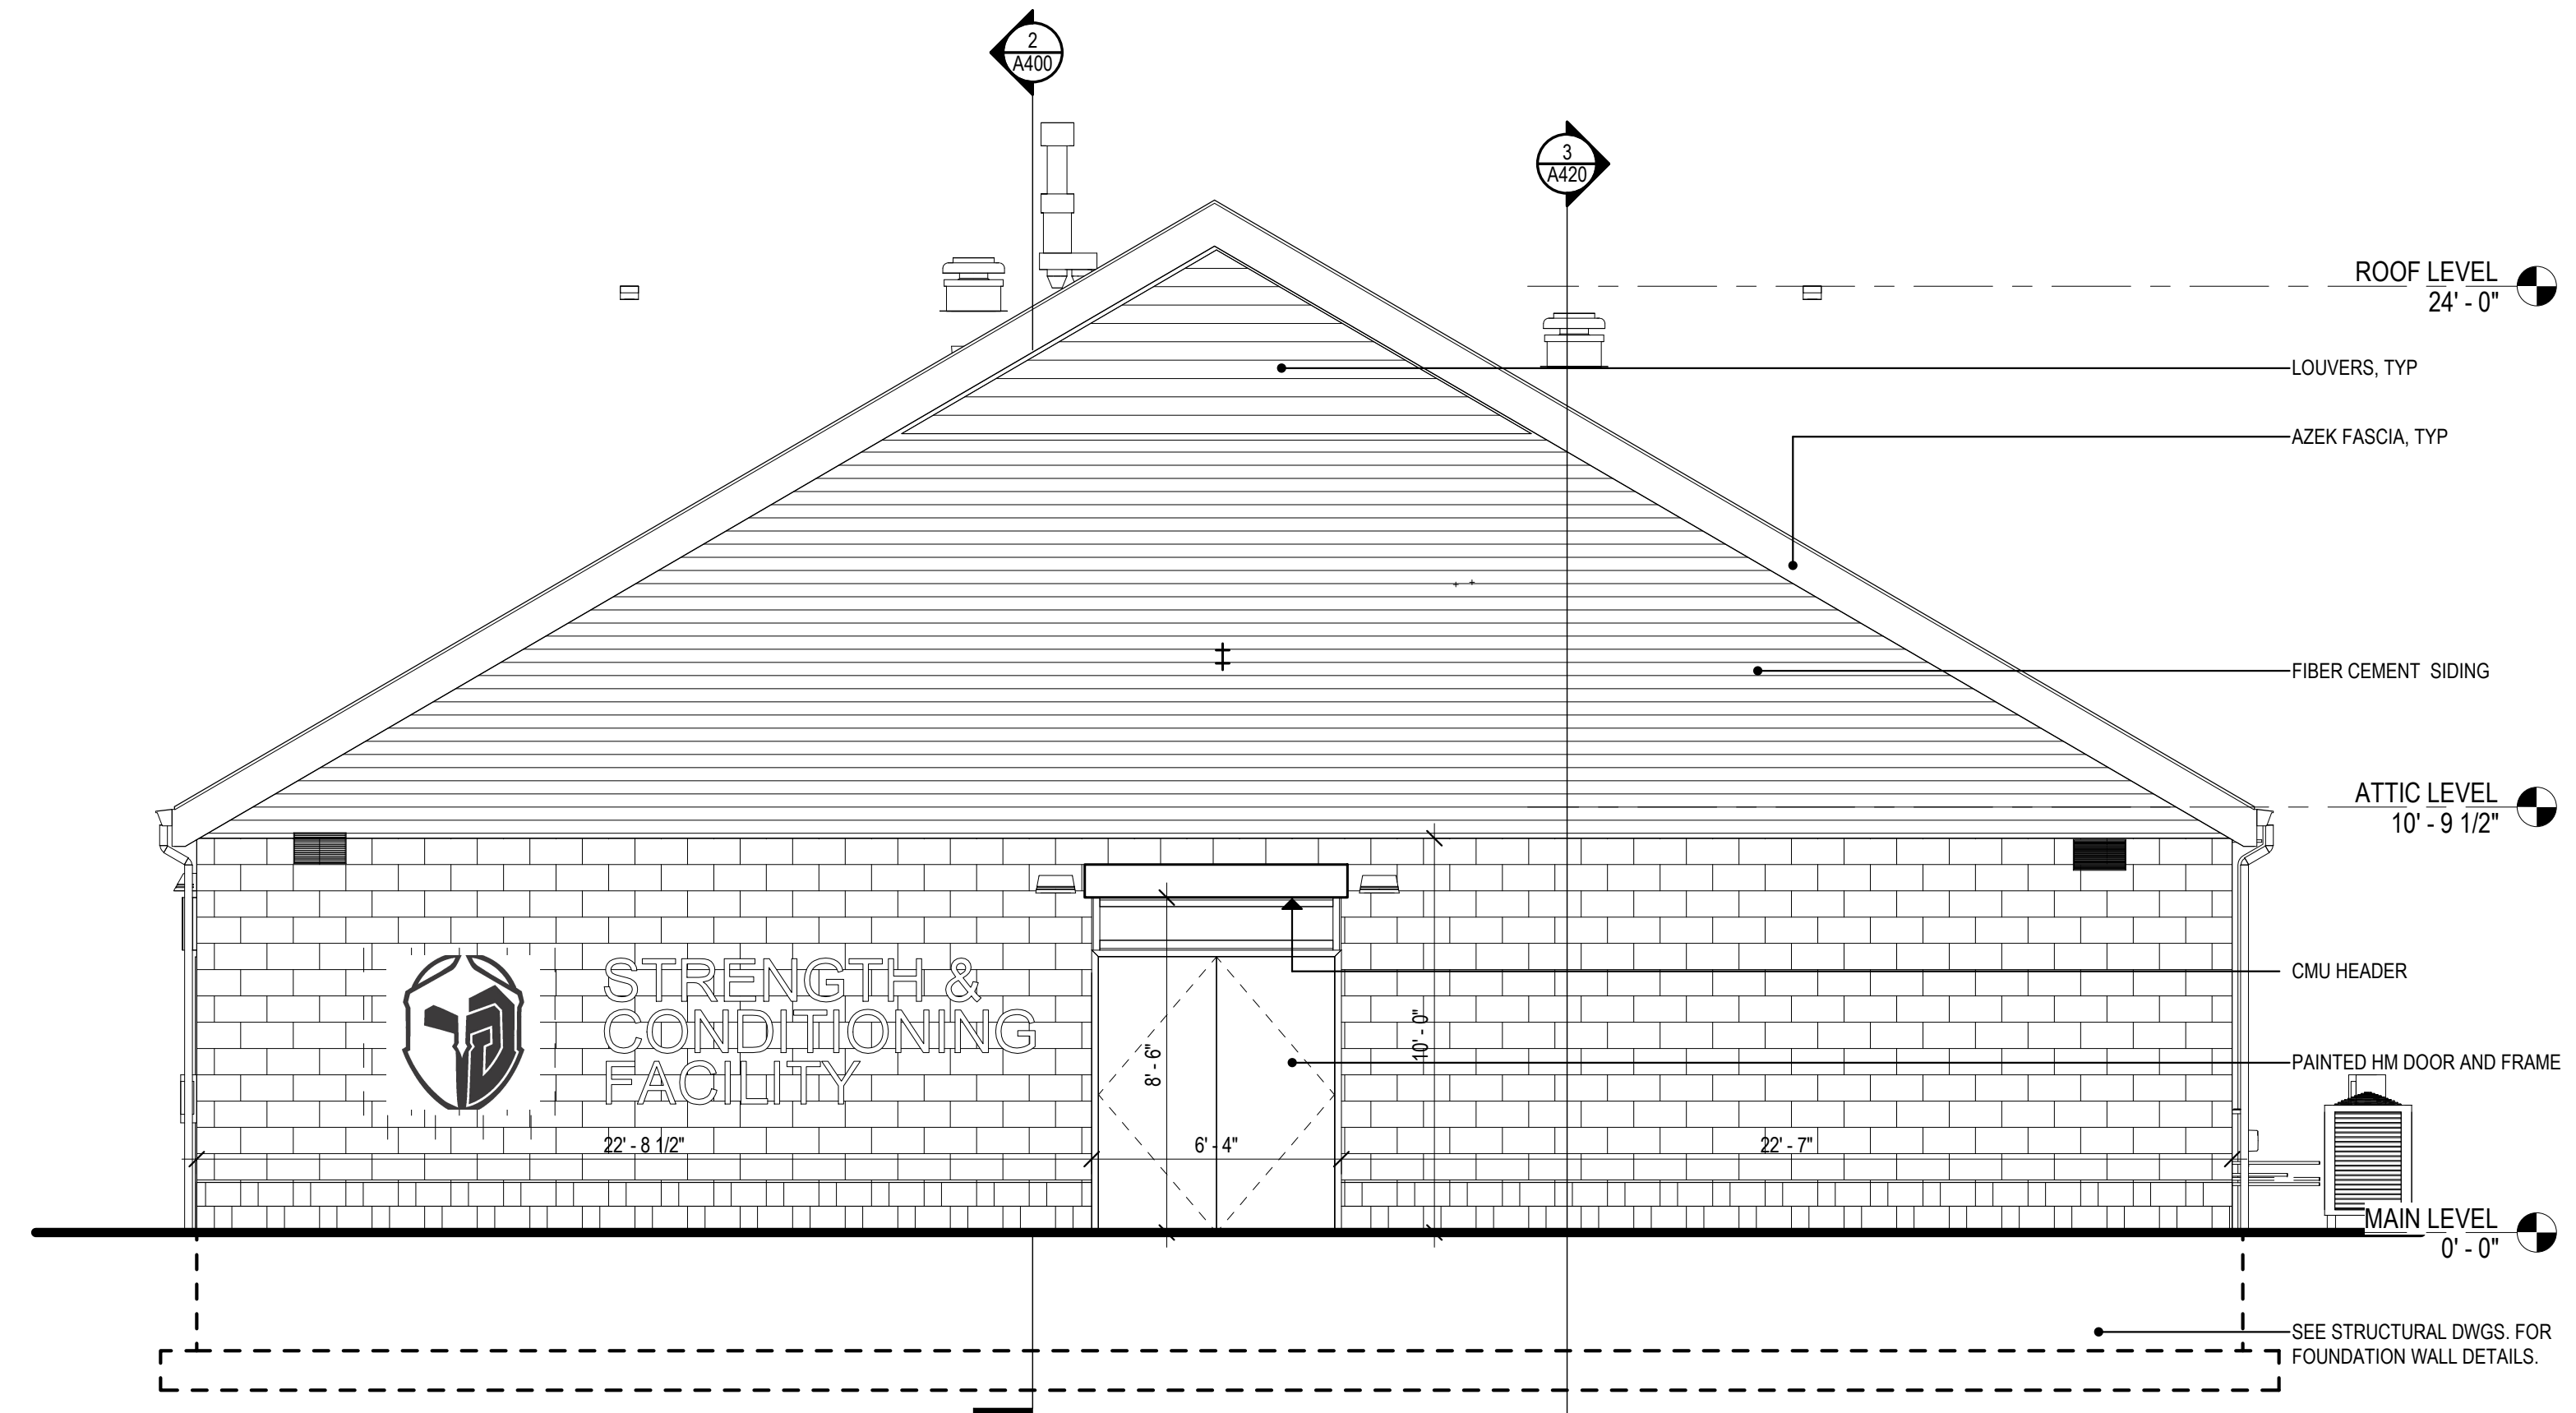 2
A400
3
A420
ROOF LEVEL
24' - 0"
LOUVERS, TYP
AZEK FASCIA, TYP
FIBER CEMENT  SIDING
ATTIC LEVEL
10' - 9 1/2"
STRENGTH &
CONDITIONING
FACILITY
CMU HEADER
8' - 6"
10' - 0"
PAINTED HM DOOR AND FRAME
22' - 8 1/2"
6' - 4"
22' - 7"
MAIN LEVEL
0' - 0"
SEE STRUCTURAL DWGS. FOR
FOUNDATION WALL DETAILS.